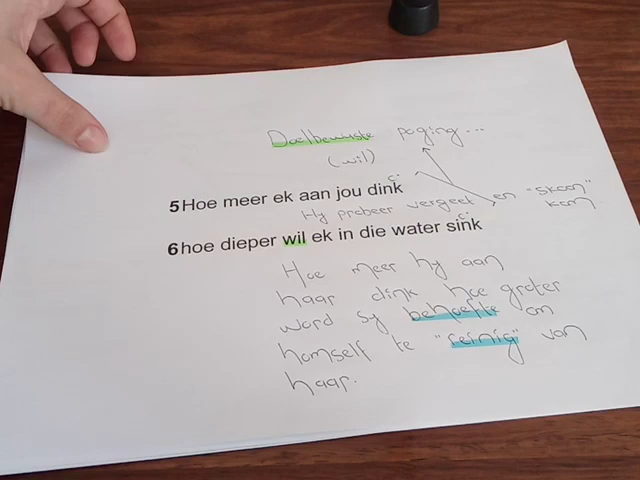 Doelbewuste poging...
(wil)
c.
5 Hoe meer ek aan jou dink
Hy probeer vergeet en "skoon" kom.
c.
6 hoe dieper wil ek in die water sink
Hoe meer hy aan
haar dink hoe groter
word sy behoefte om
homself te "reinig" van
haar.